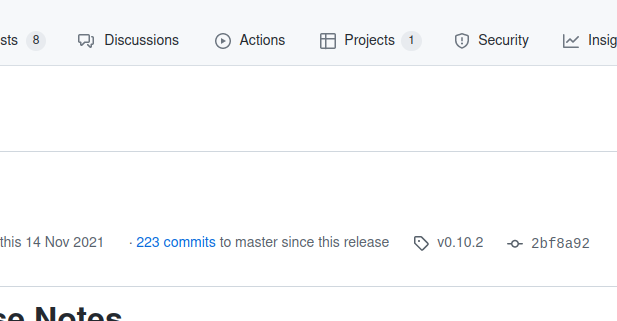 sts 8 Discussions Actions Projects 1 Security Insig
this 14 Nov 2021 · 223 commits to master since this release v0.10.2 2bf8a92
se Notes